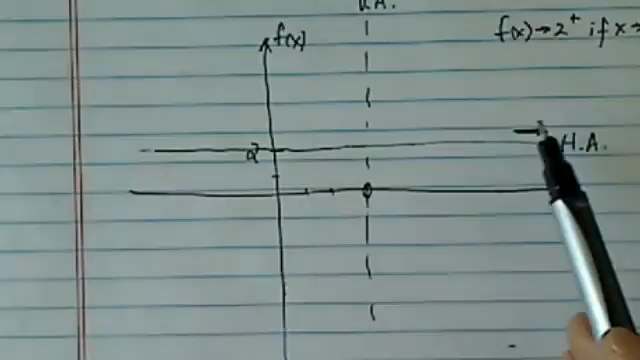 .A.
f(x)
f(x)→2⁺ if x→
2
H.A.